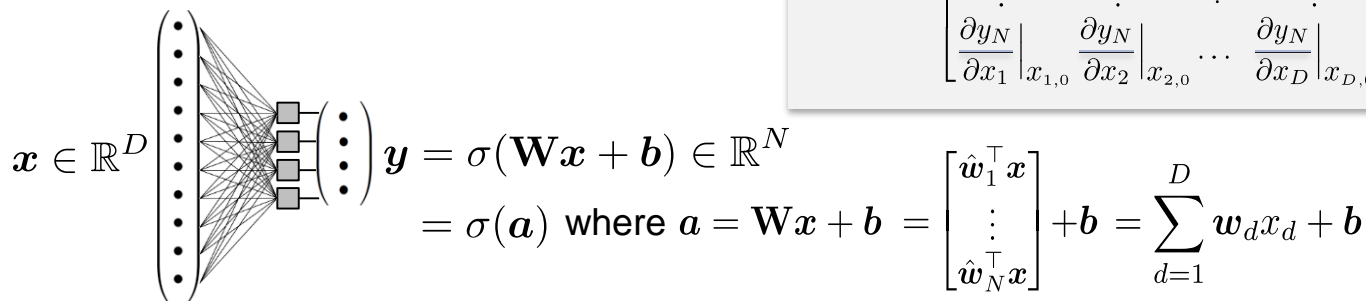 [∂y_N/∂x_1 |_{x_{1,0}} ∂y_N/∂x_2 |_{x_{2,0}} ⋯ ∂y_N/∂x_D |_{x_{D,0}}
x ∈ ℝ^D
y = σ(Wx + b) ∈ ℝ^N
= σ(a) where a = Wx + b = [ŵ_1^⊤ x ⋮ ŵ_N^⊤ x] + b = ∑_{d=1}^{D} w_d x_d + b